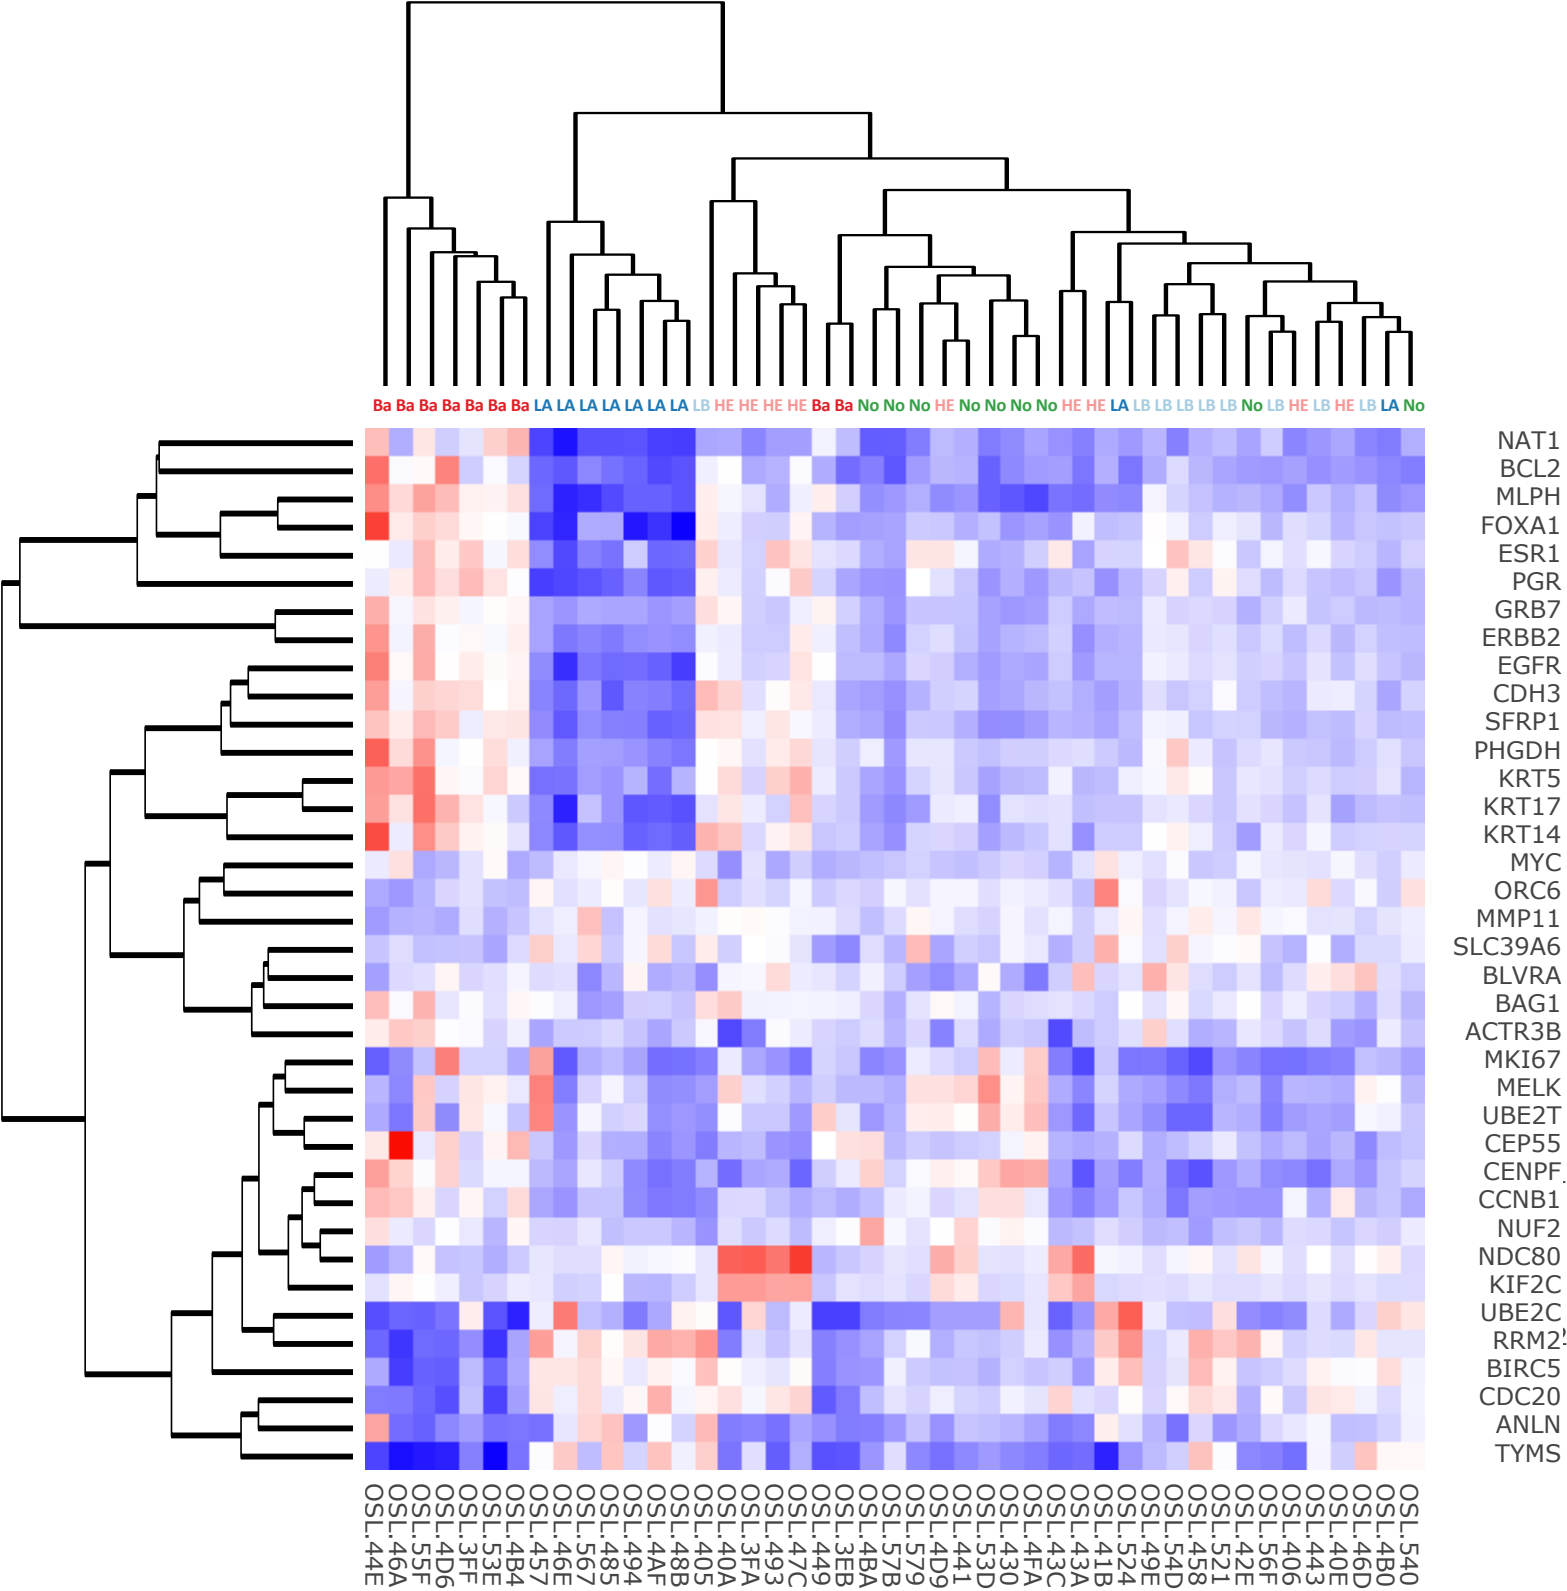 Ba Ba Ba Ba Ba Ba Ba LA LA LA LA LA LA LA LB HE HE HE HE Ba Ba No No No HE No No No No HE HE LA LB LB LB LB LB No LB HE LB HE LB LA No
NAT1
BCL2
MLPH
FOXA1
ESR1
PGR
GRB7
ERBB2
EGFR
CDH3
SFRP1
PHGDH
KRT5
KRT17
KRT14
MYC
ORC6
MMP11
SLC39A6
BLVRA
BAG1
ACTR3B
MKI67
MELK
UBE2T
CEP55
CENPF
CCNB1
NUF2
NDC80
KIF2C
UBE2C
RRM2
BIRC5
CDC20
ANLN
TYMS
OSL.44E
OSL.46A
OSL.55F
OSL.4D6
OSL.3FF
OSL.53E
OSL.4B4
OSL.457
OSL.46E
OSL.567
OSL.485
OSL.494
OSL.4AF
OSL.48B
OSL.405
OSL.40A
OSL.3FA
OSL.493
OSL.47C
OSL.449
OSL.3EB
OSL.4BA
OSL.57B
OSL.579
OSL.4D9
OSL.441
OSL.53D
OSL.430
OSL.4FA
OSL.43C
OSL.43A
OSL.41B
OSL.524
OSL.49E
OSL.54D
OSL.458
OSL.521
OSL.42E
OSL.56F
OSL.406
OSL.443
OSL.40E
OSL.46D
OSL.4B0
OSL.540